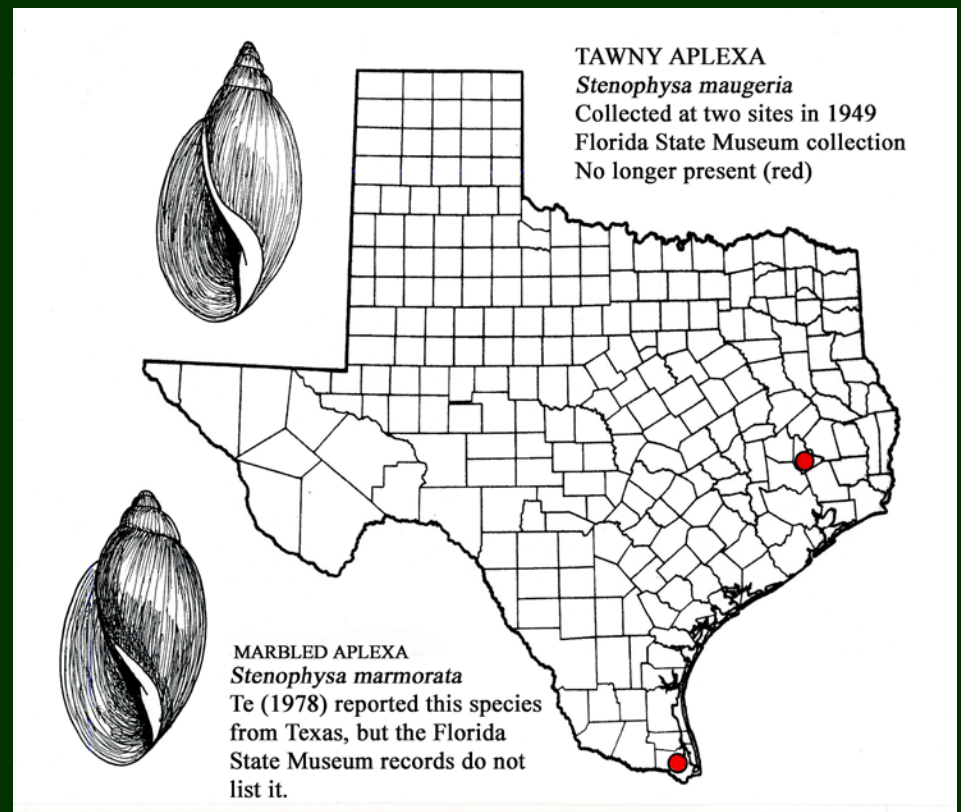 TAWNY APLEXA
Stenophysa maugeria
Collected at two sites in 1949
Florida State Museum collection
No longer present (red)
MARBLED APLEXA
Stenophysa marmorata
Te (1978) reported this species
from Texas, but the Florida
State Museum records do not
list it.